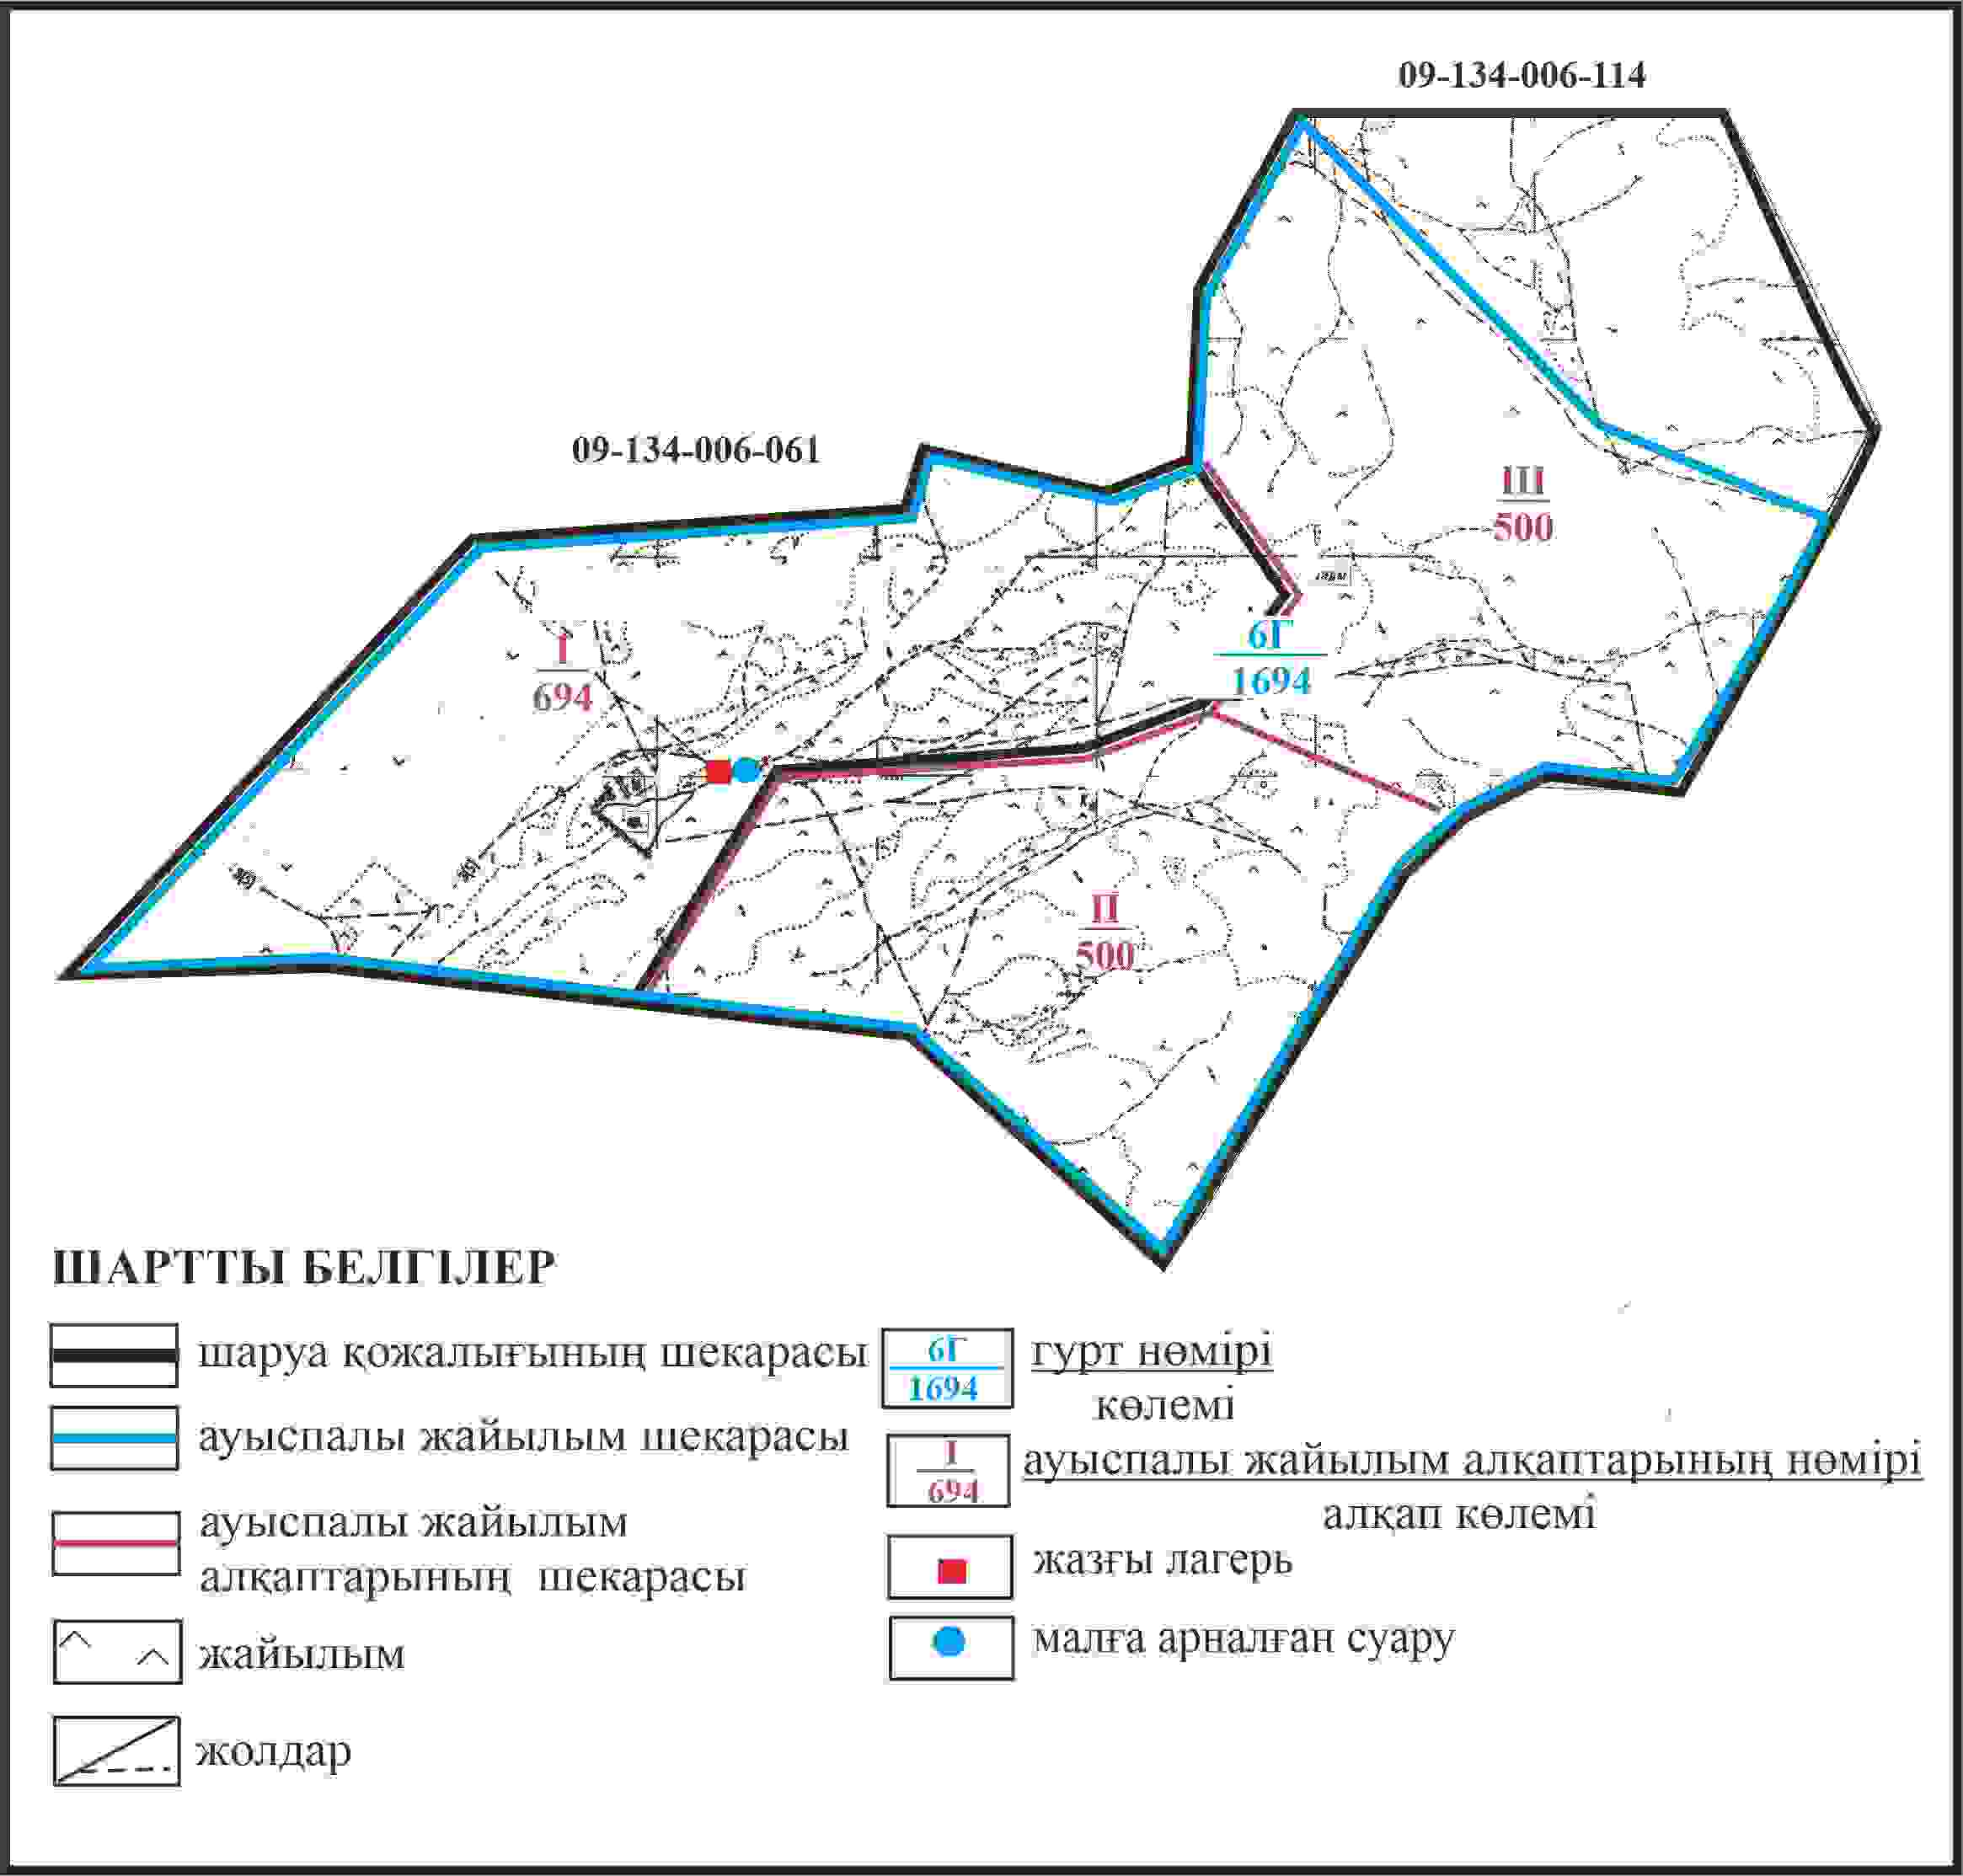 09-134-006-114
09-134-006-061
III
500
6Г
1694
I
694
II
500
ШАРТТЫ БЕЛГІЛЕР
шаруа қожалығының шекарасы
ауыспалы жайылым шекарасы
ауыспалы жайылым
алқаптарының шекарасы
жайылым
жолдар
6Г
1694
гурт нөмірі
көлемі
I
694
ауыспалы жайылым алқаптарының нөмірі
алқап көлемі
жазғы лагерь
малға арналған суару